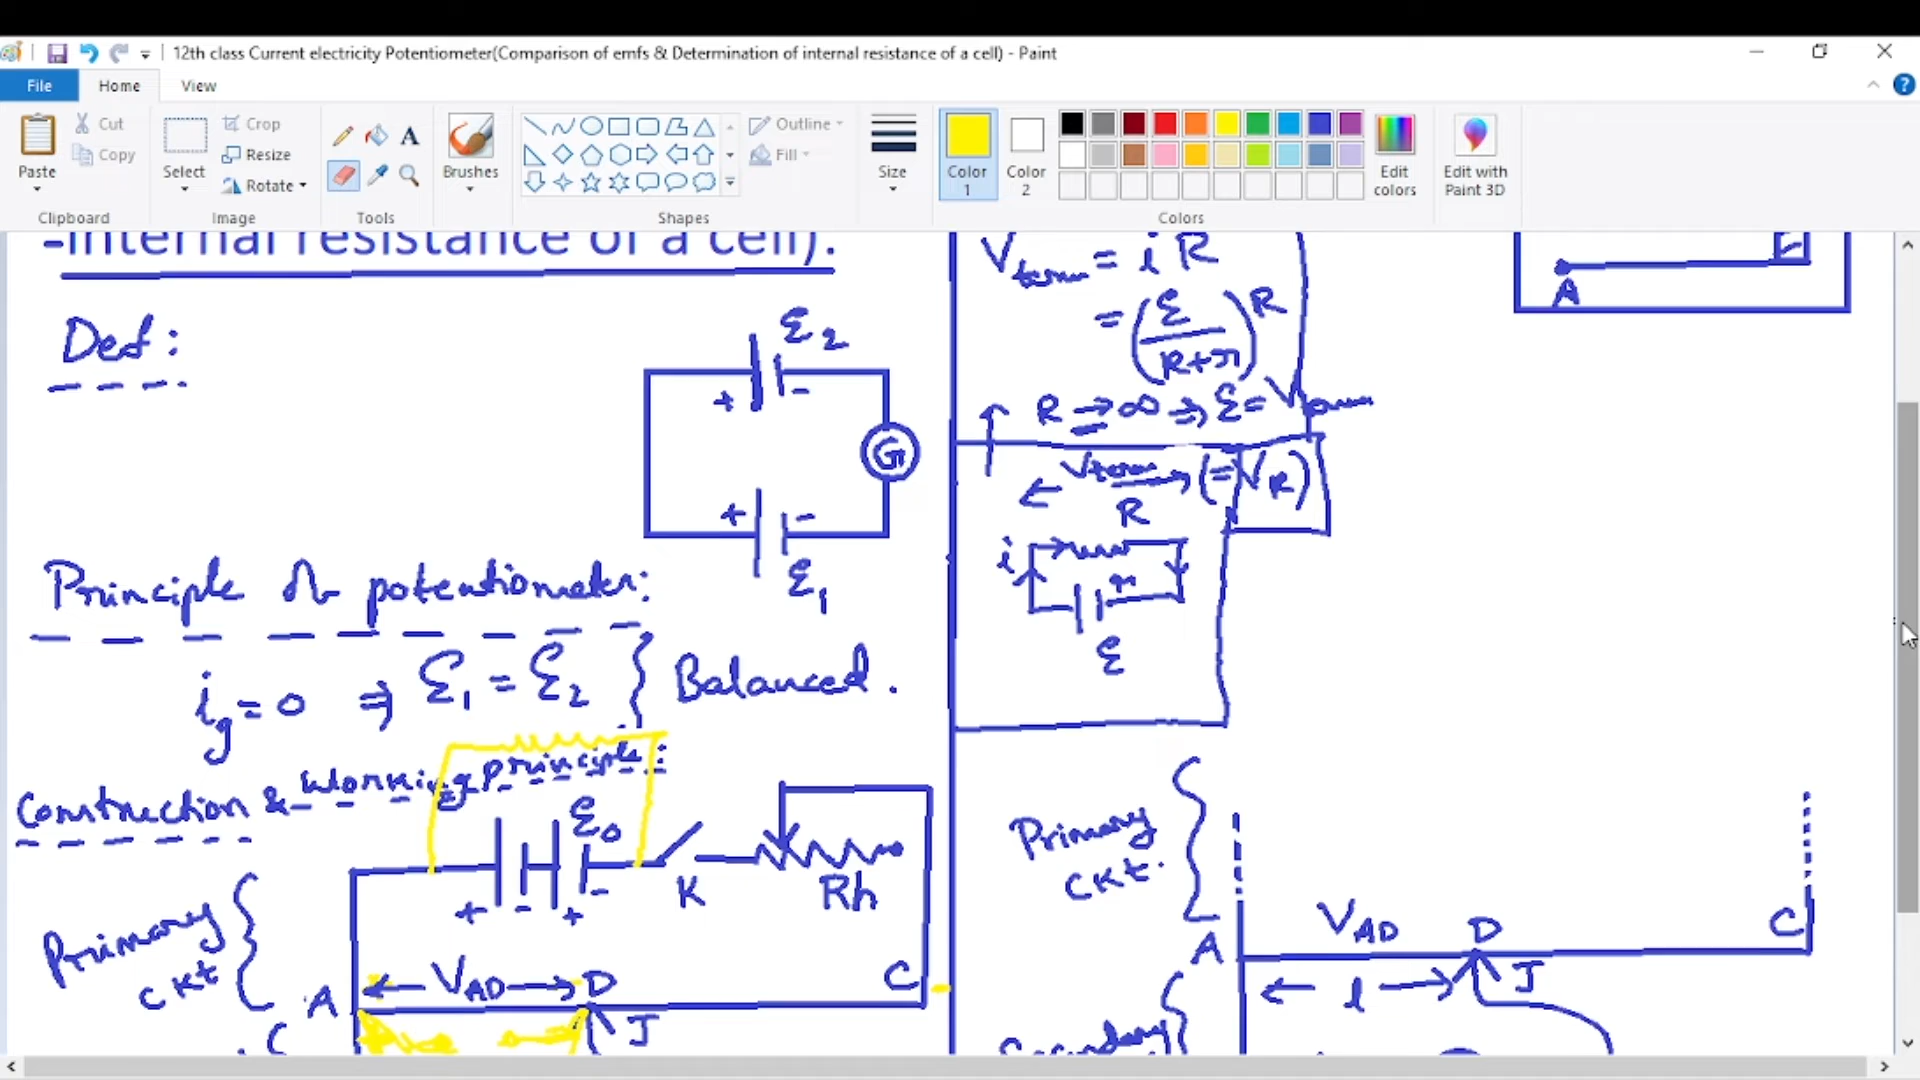 12th class Current electricity Potentiometer(Comparison of emfs & Determination of internal resistance of a cell) - Paint
File Home View
Paste
Cut
Copy
Clipboard
Select
Crop
Resize
Rotate
Image
Tools
Brushes
Shapes
Outline
Fill
Size
Color 1
Color 2
Edit colors
Edit with Paint 3D
Colors
-internal resistance of a cell).
Def:
ε2
+ -
G
+ -
ε1
Principle of potentiometer:
ig = 0 ⇒ ε1 = ε2 } Balanced.
Construction & working principle:
ε0
+ - + -
K
Rh
Primary
ckt
A
VAD
D
C
J
Vterm = i R
= (ε/(R+r)) R
R → ∞ ⇒ ε = Vterm
Vterm (= VR)
R
i
r
ε
A
Primary
ckt.
A
VAD
D
C
l
J
Secondary